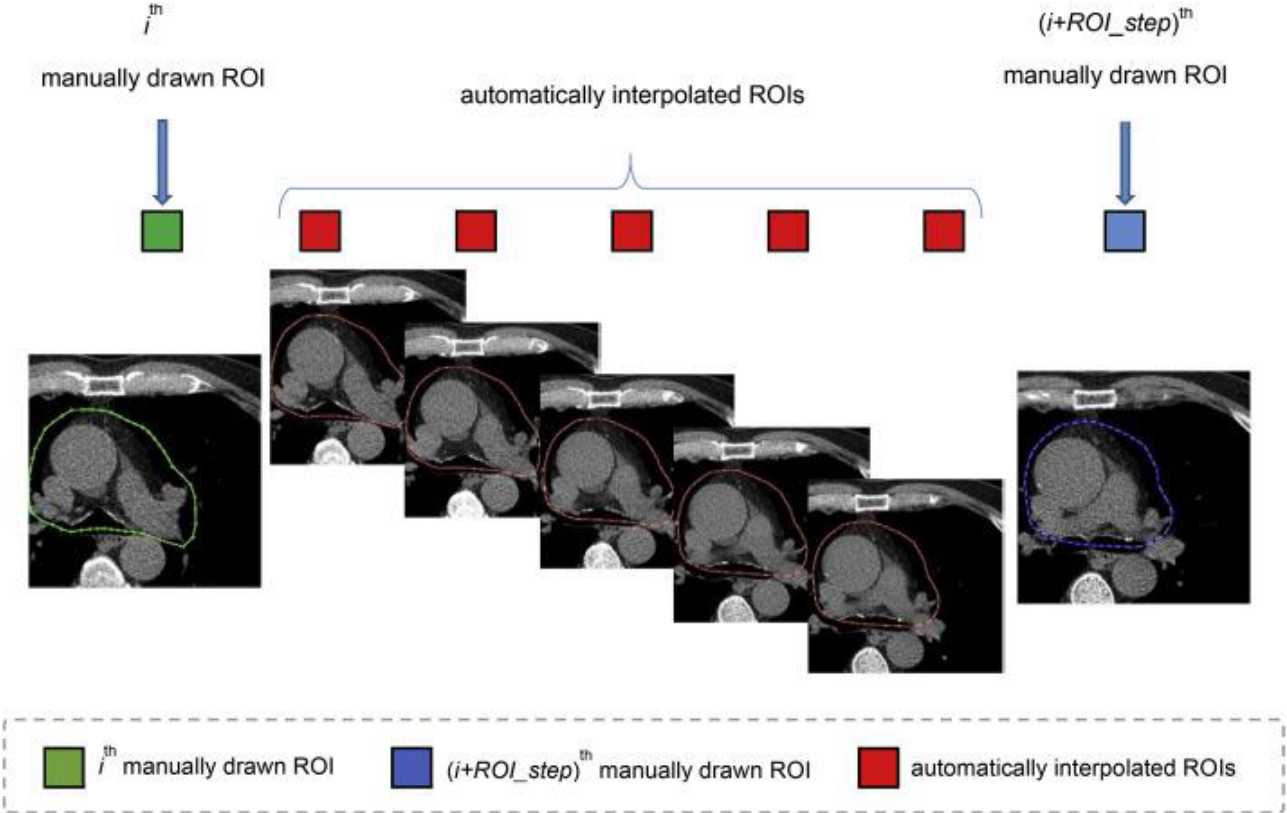 i th
manually drawn ROI
automatically interpolated ROIs
(i+ROI_step) th
manually drawn ROI
i th manually drawn ROI
(i+ROI_step) th manually drawn ROI
automatically interpolated ROIs